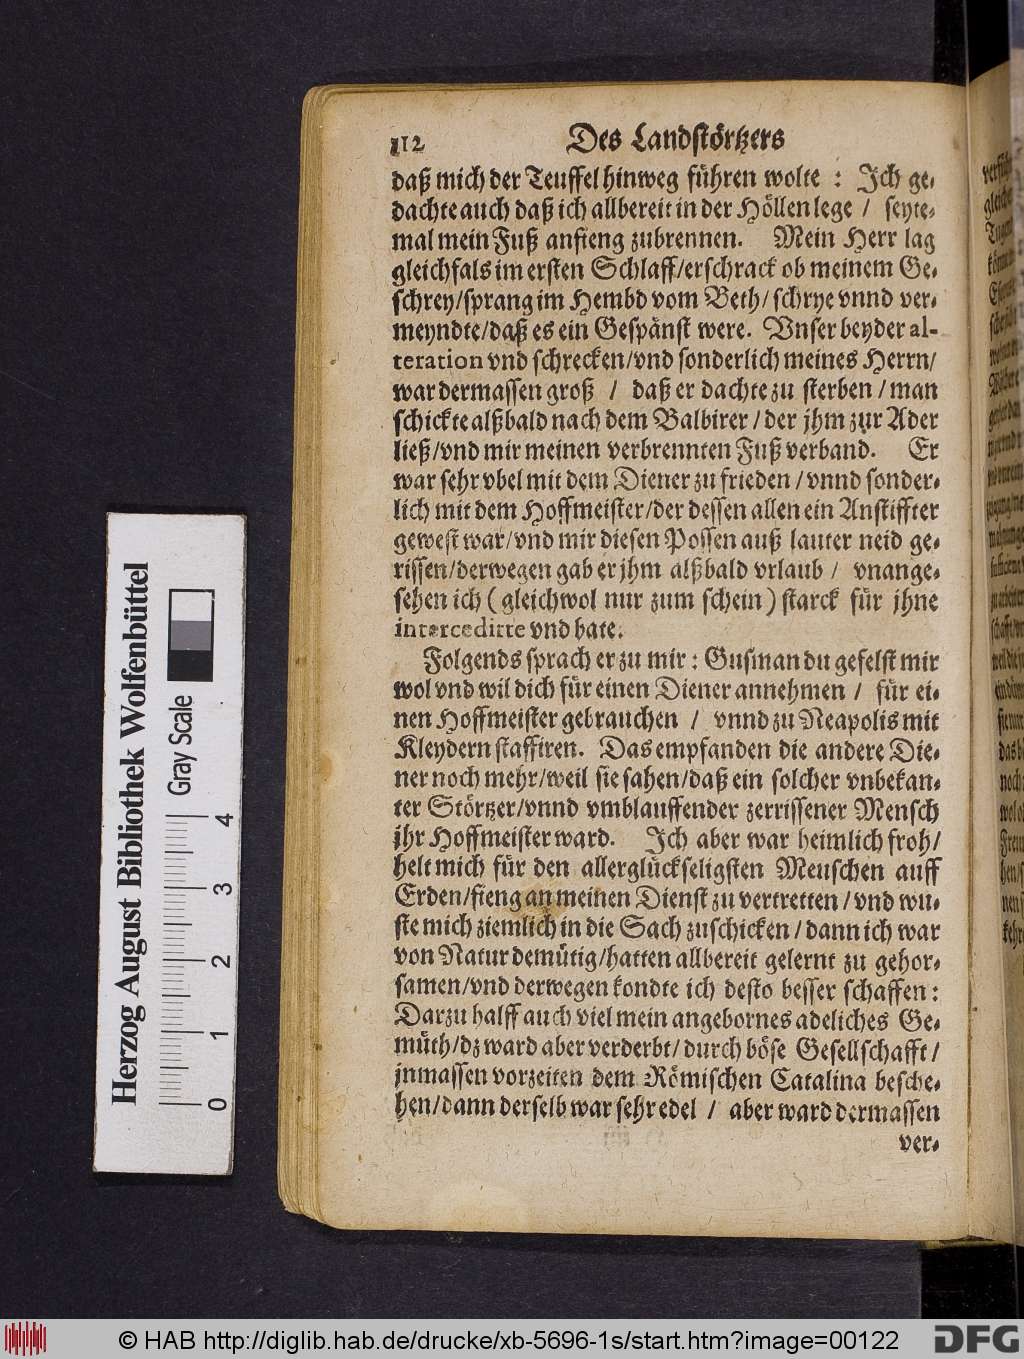 112 Des Landstörtzers
daß mich der Teuffel hinweg führen wolte : Ich ge-
dachte auch daß ich allbereit in der Höllen lege / seyte-
mal mein Fuß anfieng zubrennen. Mein Herr lag
gleichfals im ersten Schlaff/erschrack ob meinem Ge-
schrey/sprang im Hembd vom Beth/ schrye vnnd ver-
meyndte/daß es ein Gespänst were. Vnser beyder al-
teration vnd schrecken/vnd sonderlich meines Herrn/
war dermassen groß / daß er dachte zu sterben / man
schickte alßbald nach dem Balbirer / der jhm zur Ader
ließ/vnd mir meinen verbrennten Fuß verband. Er
war sehr vbel mit dem Diener zu frieden / vnnd sonder-
lich mit dem Hoffmeister/der dessen allen ein Anstiffter
gewest war/vnd mir diesen Possen auß lauter neid ge-
rissen/derwegen gab er jhm alßbald vrlaub / vnange-
sehen ich ( gleichwol nur zum schein ) starck für jhne
interceditte vnd bate.
Folgends sprach er zu mir : Gusman du gefelst mir
wol vnd wil dich für einen Diener annehmen / für ei-
nen Hoffmeister gebrauchen / vnnd zu Neapolis mit
Kleydern staffiren. Das empfanden die andere Die-
ner noch mehr/weil sie sahen/daß ein solcher vnbekan-
ter Störtzer/vnnd vmblauffender zerrissener Mensch
jhr Hoffmeister ward. Ich aber war heimlich froh/
helt mich für den allerglückseligsten Menschen auff
Erden/fieng an meinen Dienst zu vertretten / vnd wu-
ste mich ziemlich in die Sach zuschicken / dann ich war
von Natur demütig/hatten allbereit gelernt zu gehor-
samen/vnd derwegen kondte ich desto besser schaffen :
Darzu halff auch viel mein angebornes adeliches Ge-
müth/dz ward aber verderbt/ durch böse Gesellschafft /
jnmassen vorzeiten dem Römischen Catalina besche-
hen/dann derselb war sehr edel / aber ward dermassen
ver-
Herzog August Bibliothek Wolfenbüttel
Gray Scale
0 1 2 3 4
© HAB http://diglib.hab.de/drucke/xb-5696-1s/start.htm?image=00122
DFG